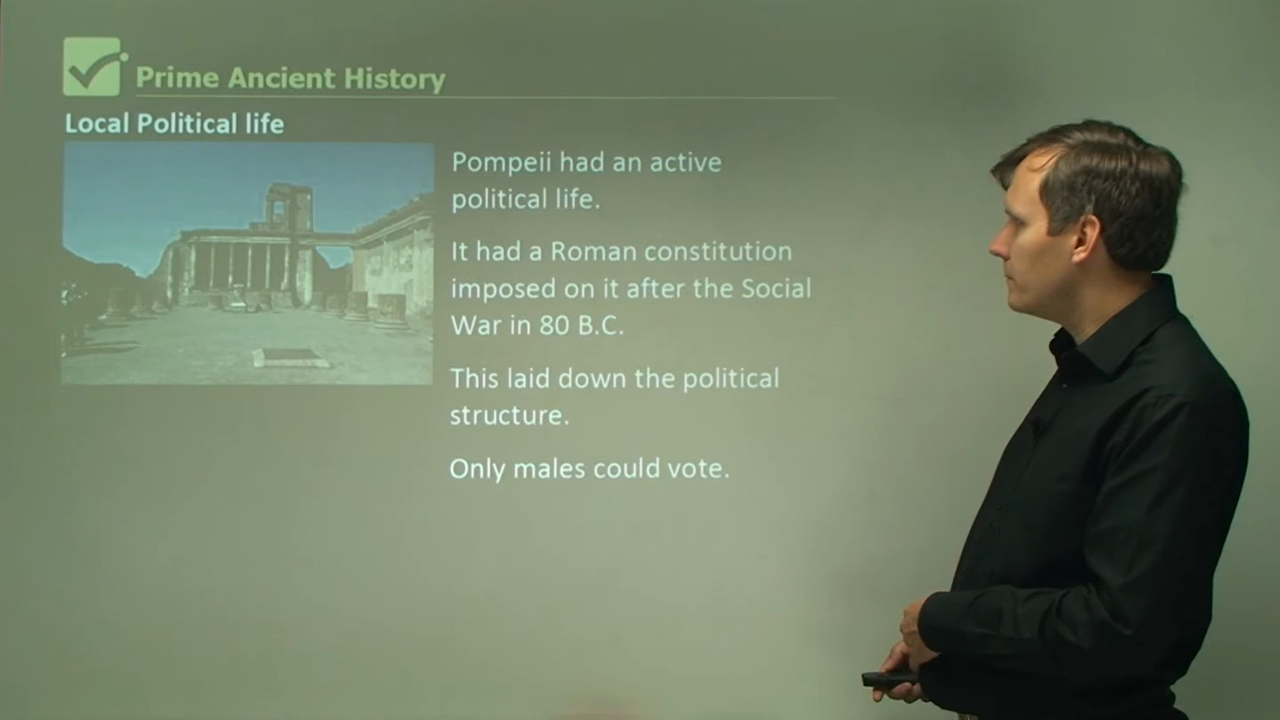 Prime Ancient History
Local Political life
Pompeii had an active
political life.
It had a Roman constitution
imposed on it after the Social
War in 80 B.C.
This laid down the political
structure.
Only males could vote.